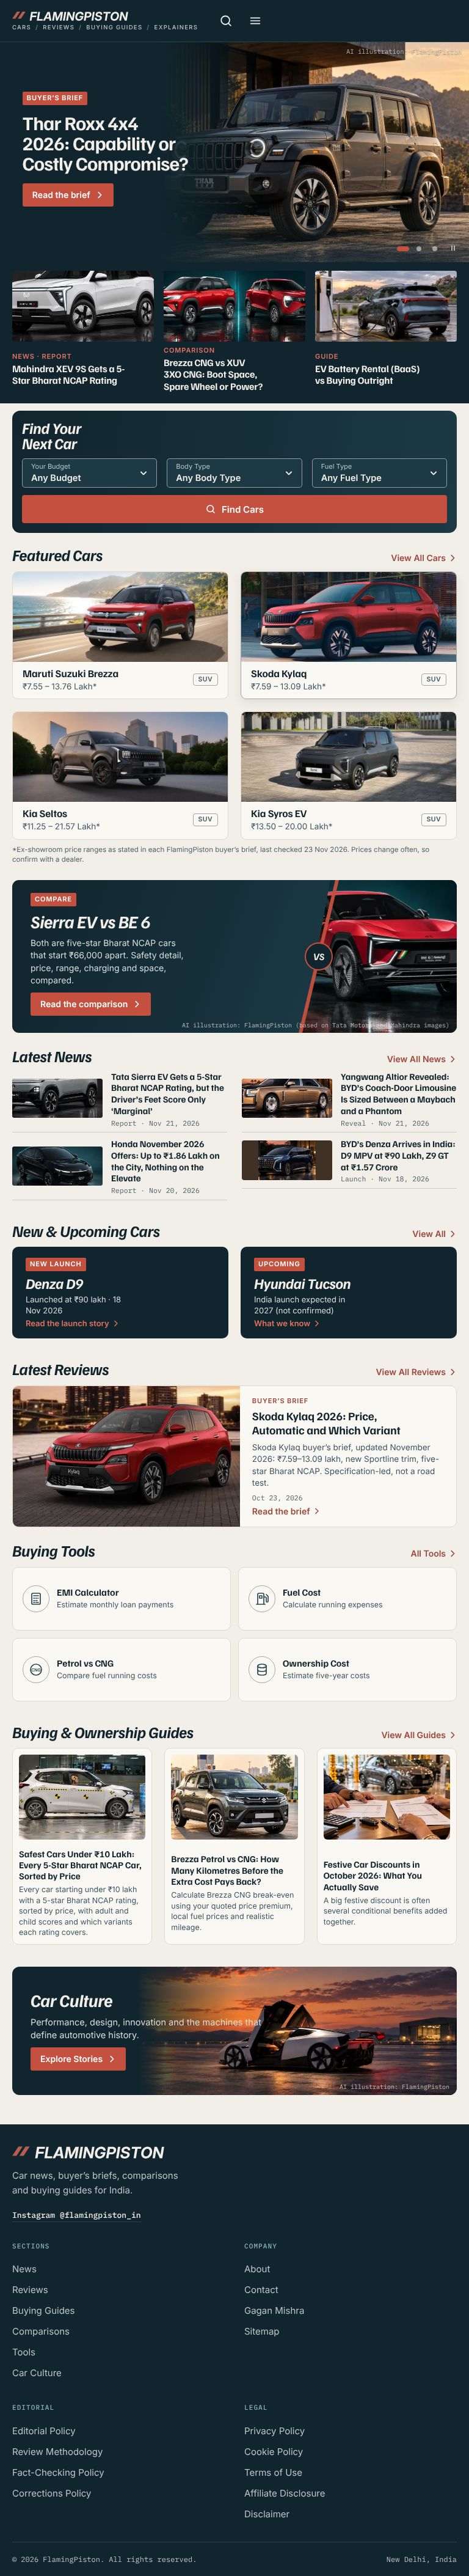 FLAMINGPISTON
CARS / REVIEWS / BUYING GUIDES / EXPLAINERS
AI illustration: FlamingPiston
BUYER'S BRIEF
Thar Roxx 4x4
2026: Capability or
Costly Compromise?
Read the brief
NEWS · REPORT
Mahindra XEV 9S Gets a 5-
Star Bharat NCAP Rating
COMPARISON
Brezza CNG vs XUV
3XO CNG: Boot Space,
Spare Wheel or Power?
GUIDE
EV Battery Rental (BaaS)
vs Buying Outright
Find Your
Next Car
Your Budget
Any Budget
Body Type
Any Body Type
Fuel Type
Any Fuel Type
Find Cars
Featured Cars
View All Cars
Maruti Suzuki Brezza
₹7.55 – 13.76 Lakh*
SUV
Skoda Kylaq
₹7.59 – 13.09 Lakh*
SUV
Kia Seltos
₹11.25 – 21.57 Lakh*
SUV
Kia Syros EV
₹13.50 – 20.00 Lakh*
SUV
*Ex-showroom price ranges as stated in each FlamingPiston buyer's brief, last checked 23 Nov 2026. Prices change often, so
confirm with a dealer.
COMPARE
Sierra EV vs BE 6
Both are five-star Bharat NCAP cars
that start ₹66,000 apart. Safety detail,
price, range, charging and space,
compared.
Read the comparison
VS
AI illustration: FlamingPiston (based on Tata Motors and Mahindra images)
Latest News
View All News
Tata Sierra EV Gets a 5-Star
Bharat NCAP Rating, but the
Driver's Feet Score Only
'Marginal'
Report · Nov 21, 2026
Yangwang Altior Revealed:
BYD's Coach-Door Limousine
Is Sized Between a Maybach
and a Phantom
Reveal · Nov 21, 2026
Honda November 2026
Offers: Up to ₹1.86 Lakh on
the City, Nothing on the
Elevate
Report · Nov 20, 2026
BYD's Denza Arrives in India:
D9 MPV at ₹90 Lakh, Z9 GT
at ₹1.57 Crore
Launch · Nov 18, 2026
New & Upcoming Cars
View All
NEW LAUNCH
Denza D9
Launched at ₹90 lakh · 18
Nov 2026
Read the launch story
UPCOMING
Hyundai Tucson
India launch expected in
2027 (not confirmed)
What we know
Latest Reviews
View All Reviews
BUYER'S BRIEF
Skoda Kylaq 2026: Price,
Automatic and Which Variant
Skoda Kylaq buyer's brief, updated November
2026: ₹7.59–13.09 lakh, new Sportline trim, five-
star Bharat NCAP. Specification-led, not a road
test.
Oct 23, 2026
Read the brief
Buying Tools
All Tools
EMI Calculator
Estimate monthly loan payments
Fuel Cost
Calculate running expenses
Petrol vs CNG
Compare fuel running costs
Ownership Cost
Estimate five-year costs
Buying & Ownership Guides
View All Guides
Safest Cars Under ₹10 Lakh:
Every 5-Star Bharat NCAP Car,
Sorted by Price
Every car starting under ₹10 lakh
with a 5-star Bharat NCAP rating,
sorted by price, with adult and
child scores and which variants
each rating covers.
Brezza Petrol vs CNG: How
Many Kilometres Before the
Extra Cost Pays Back?
Calculate Brezza CNG break-even
using your quoted price premium,
local fuel prices and realistic
mileage.
Festive Car Discounts in
October 2026: What You
Actually Save
A big festive discount is often
several conditional benefits added
together.
Car Culture
Performance, design, innovation and the machines that
define automotive history.
Explore Stories
AI illustration: FlamingPiston
FLAMINGPISTON
Car news, buyer's briefs, comparisons
and buying guides for India.
Instagram @flamingpiston_in
SECTIONS
News
Reviews
Buying Guides
Comparisons
Tools
Car Culture
COMPANY
About
Contact
Gagan Mishra
Sitemap
EDITORIAL
Editorial Policy
Review Methodology
Fact-Checking Policy
Corrections Policy
LEGAL
Privacy Policy
Cookie Policy
Terms of Use
Affiliate Disclosure
Disclaimer
© 2026 FlamingPiston. All rights reserved.
New Delhi, India